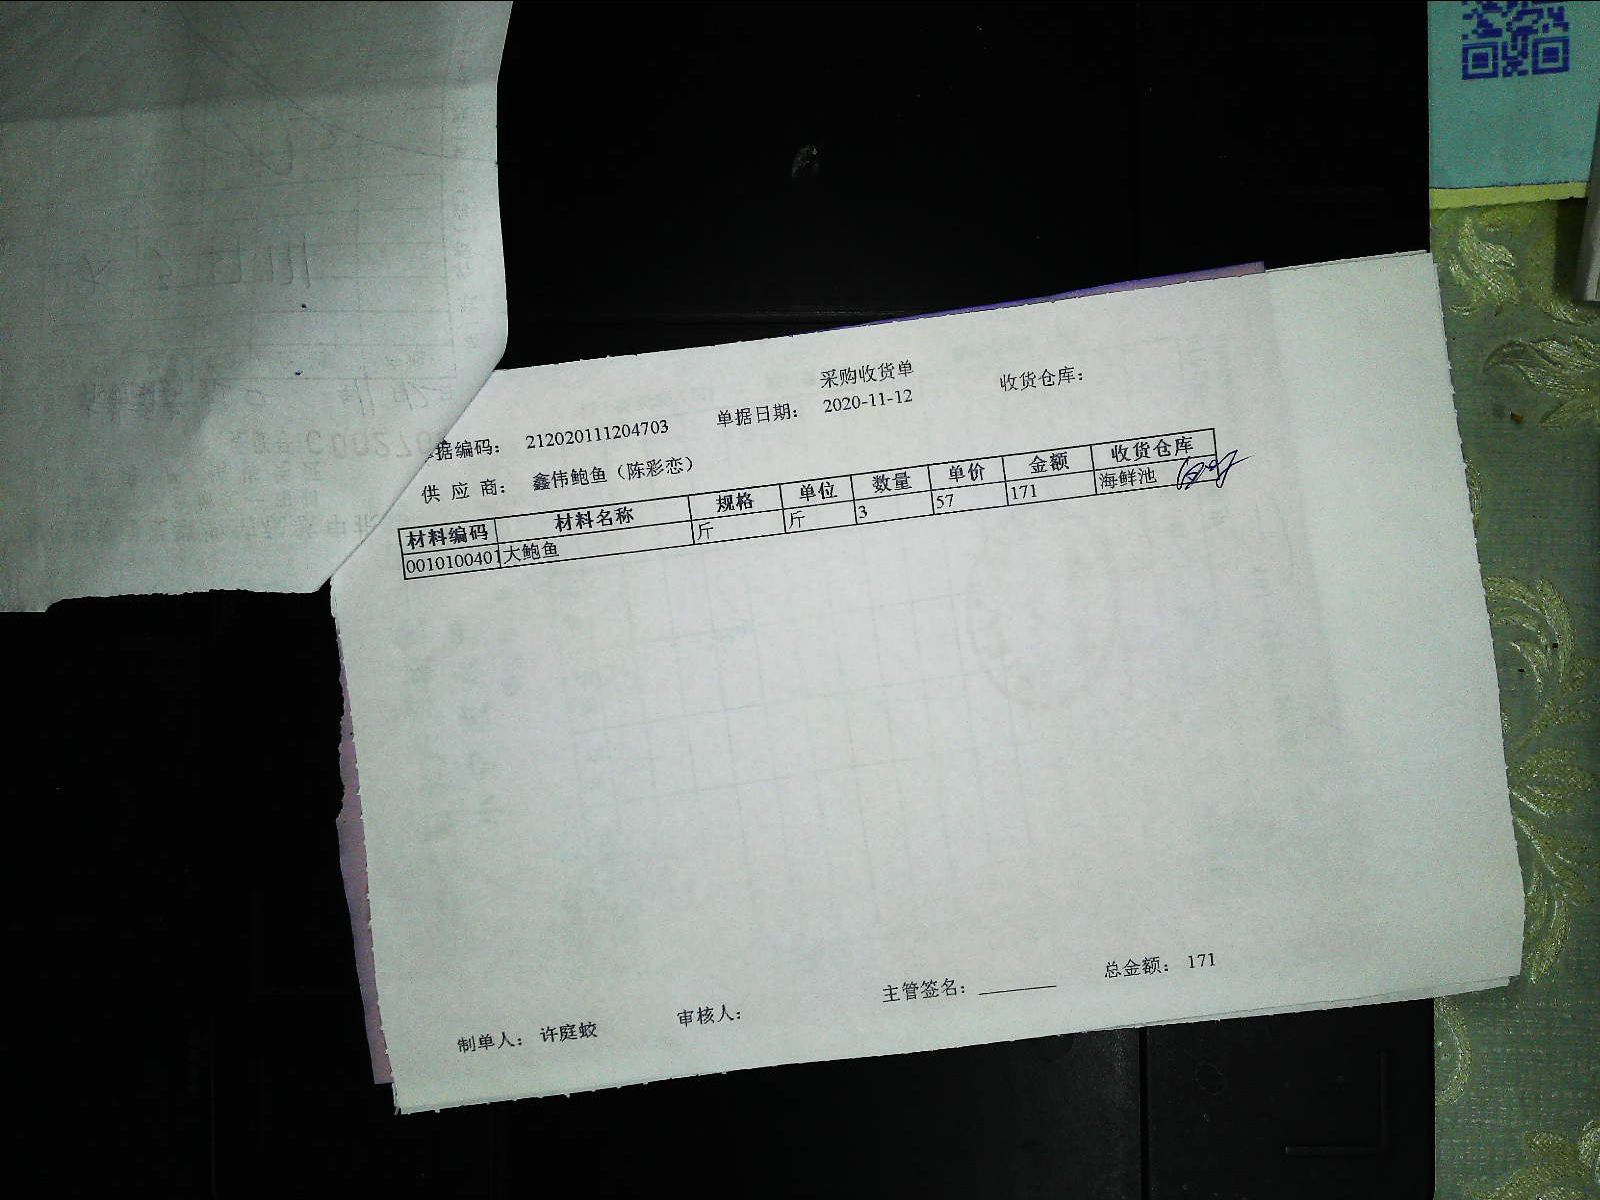 采购收货单
据编码： 212020111204703 单据日期： 2020-11-12 收货仓库：
供 应 商： 鑫伟鲍鱼（陈彩恋）
材料编码 材料名称 规格 单位 数量 单价 金额 收货仓库
0010100401 大鲍鱼 斤 斤 3 57 171 海鲜池
制单人： 许庭蛟 审核人： 主管签名：________ 总金额： 171